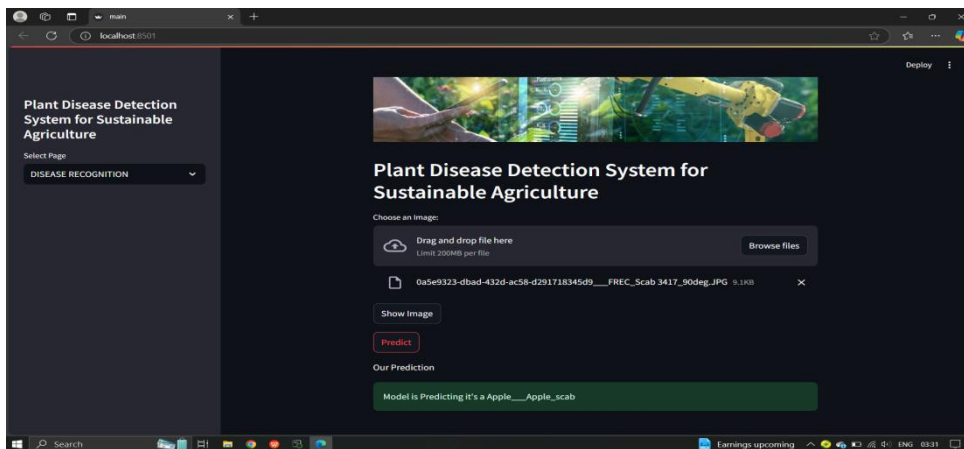 main
localhost:8501
Deploy
Plant Disease Detection
System for Sustainable
Agriculture
Select Page
DISEASE RECOGNITION
Plant Disease Detection System for
Sustainable Agriculture
Choose an Image:
Drag and drop file here
Limit 200MB per file
Browse files
0a5e9323-dbad-432d-ac58-d291718345d9___FREC_Scab 3417_90deg.JPG 9.1KB
Show Image
Predict
Our Prediction
Model is Predicting it's a Apple___Apple_scab
Search
Earnings upcoming
ENG 03:31